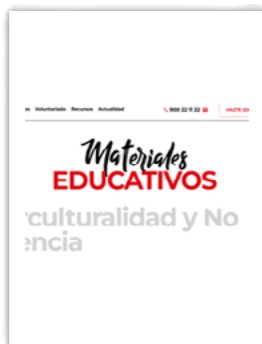 Voluntariado Recursos Actualidad 900 22 11 22 HAZTE SO
Materiales
EDUCATIVOS
rculturalidad y No
encia